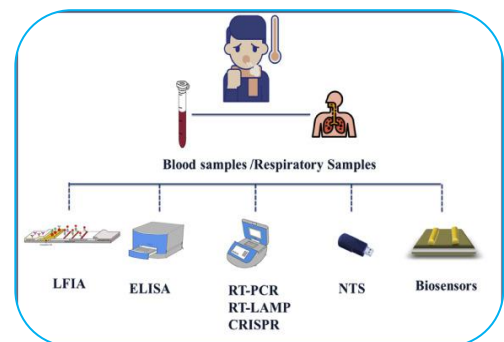 Blood samples /Respiratory Samples
LFIA
ELISA
RT-PCR
RT-LAMP
CRISPR
NTS
Biosensors